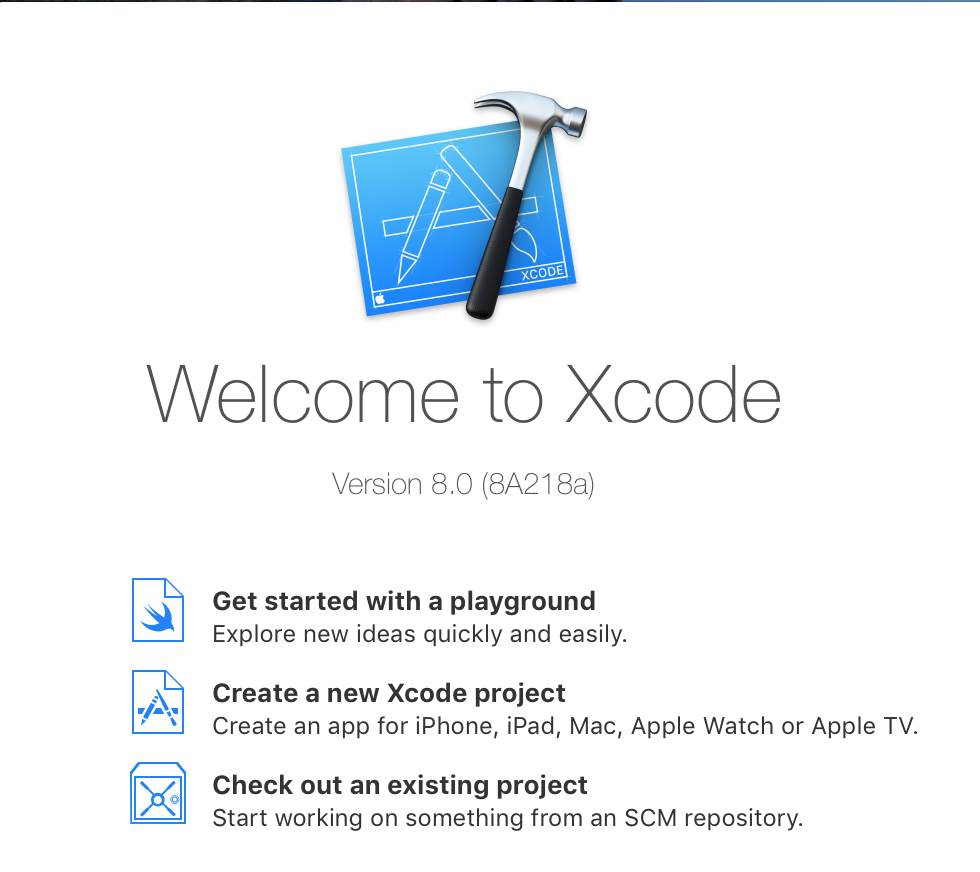 XCODE
Welcome to Xcode
Version 8.0 (8A218a)
Get started with a playground
Explore new ideas quickly and easily.
Create a new Xcode project
Create an app for iPhone, iPad, Mac, Apple Watch or Apple TV.
Check out an existing project
Start working on something from an SCM repository.